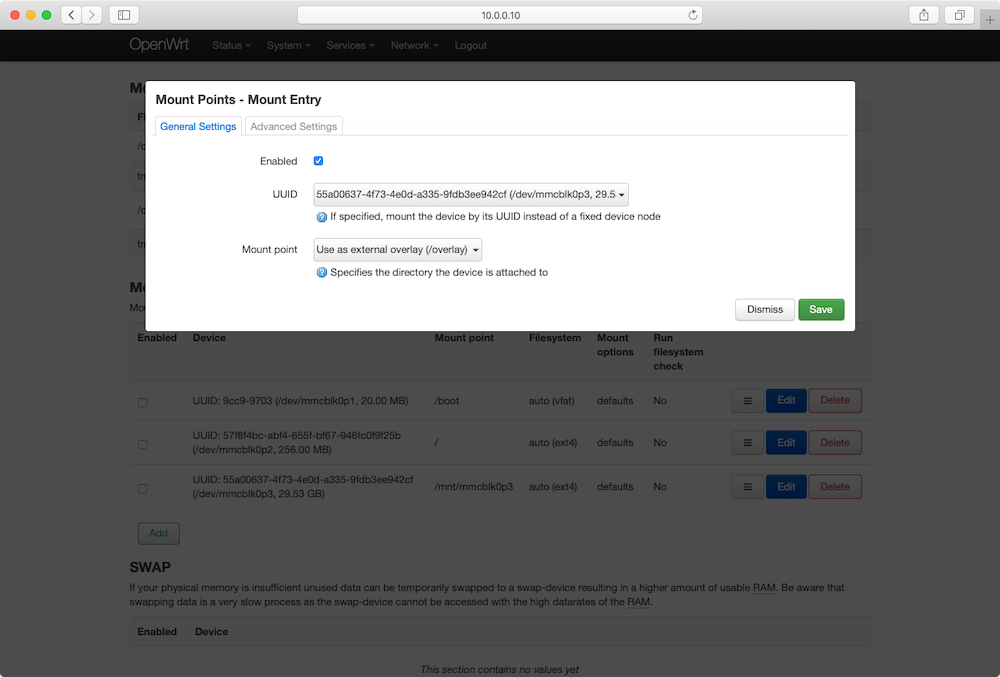 10.0.0.10
OpenWrt Status System Services Network Logout
Mount Points - Mount Entry
General Settings Advanced Settings
Enabled
UUID 55a00637-4f73-4e0d-a335-9fdb3ee942cf (/dev/mmcblk0p3, 29.5
If specified, mount the device by its UUID instead of a fixed device node
Mount point Use as external overlay (/overlay)
Specifies the directory the device is attached to
Dismiss Save
Enabled Device Mount point Filesystem Mount options Run filesystem check
UUID: 9cc9-9703 (/dev/mmcblk0p1, 20.00 MB) /boot auto (vfat) defaults No Edit Delete
UUID: 57f8f4bc-abf4-655f-bf67-946fc0f9f25b
(/dev/mmcblk0p2, 256.00 MB) / auto (ext4) defaults No Edit Delete
UUID: 55a00637-4f73-4e0d-a335-9fdb3ee942cf
(/dev/mmcblk0p3, 29.53 GB) /mnt/mmcblk0p3 auto (ext4) defaults No Edit Delete
Add
SWAP
If your physical memory is insufficient unused data can be temporarily swapped to a swap-device resulting in a higher amount of usable RAM. Be aware that
swapping data is a very slow process as the swap-device cannot be accessed with the high datarates of the RAM.
Enabled Device
This section contains no values yet